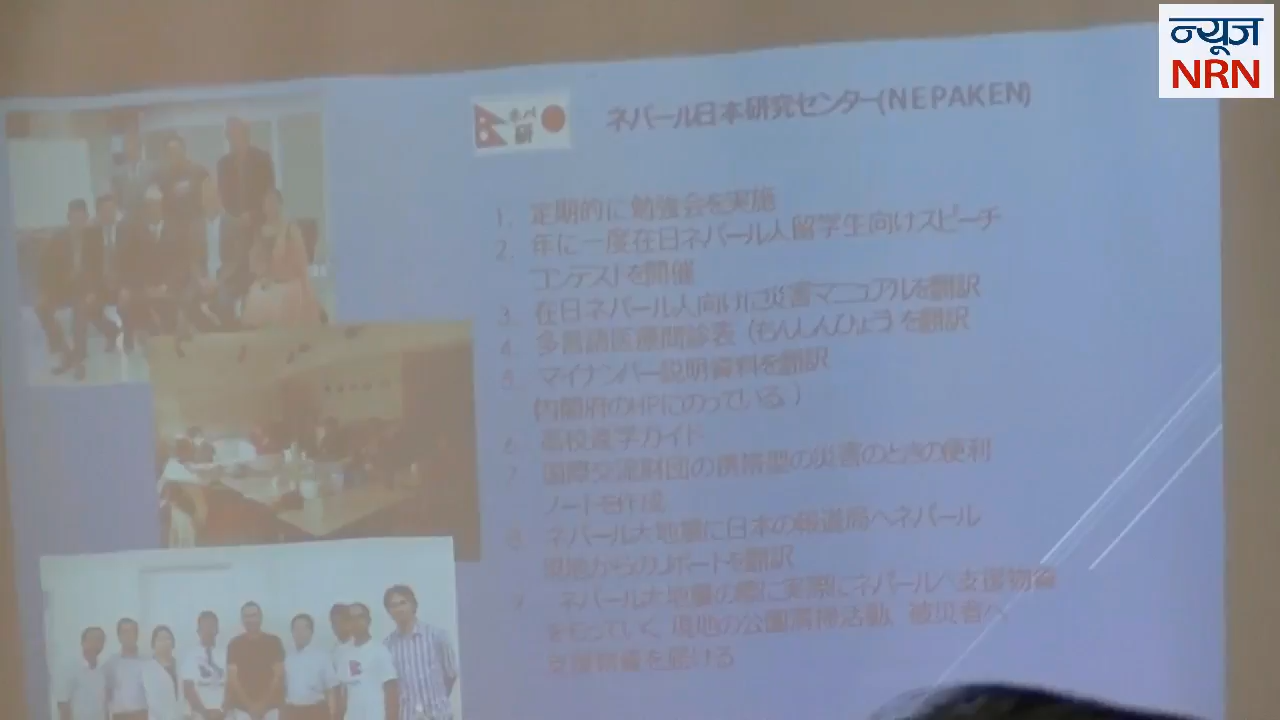 न्यूज
NRN
ネパ
研
ネパール日本研究センター(NEPAKEN)
1. 定期的に勉強会を実施
2. 年に一度在日ネパール人留学生向けスピーチ
コンテストを開催
3. 在日ネパール人向けに災害マニュアルを翻訳
4. 多言語医療問診表（もんしんひょう）を翻訳
5. マイナンバー説明資料を翻訳
（内閣府のHPにのっている。）
6. 高校進学ガイド
7. 国際交流財団の携帯型の災害のときの便利
ノートを作成
8. ネパール大地震に日本の報道局へネパール
現地からのリポートを翻訳
9. ネパール大地震の際に実際にネパールへ支援物資
をもっていく、現地の公園清掃活動、被災者へ
支援物資を届ける